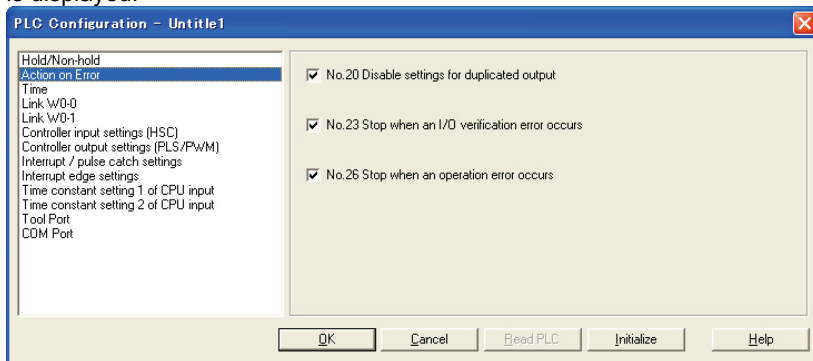 is displayed.
PLC Configuration - Untitle1
Hold/Non-hold
Action on Error
Time
Link W0-0
Link W0-1
Controller input settings (HSC)
Controller output settings (PLS/PWM)
Interrupt / pulse catch settings
Interrupt edge settings
Time constant setting 1 of CPU input
Time constant setting 2 of CPU input
Tool Port
COM Port
No.20 Disable settings for duplicated output
No.23 Stop when an I/O verification error occurs
No.26 Stop when an operation error occurs
OK Cancel Read PLC Initialize Help